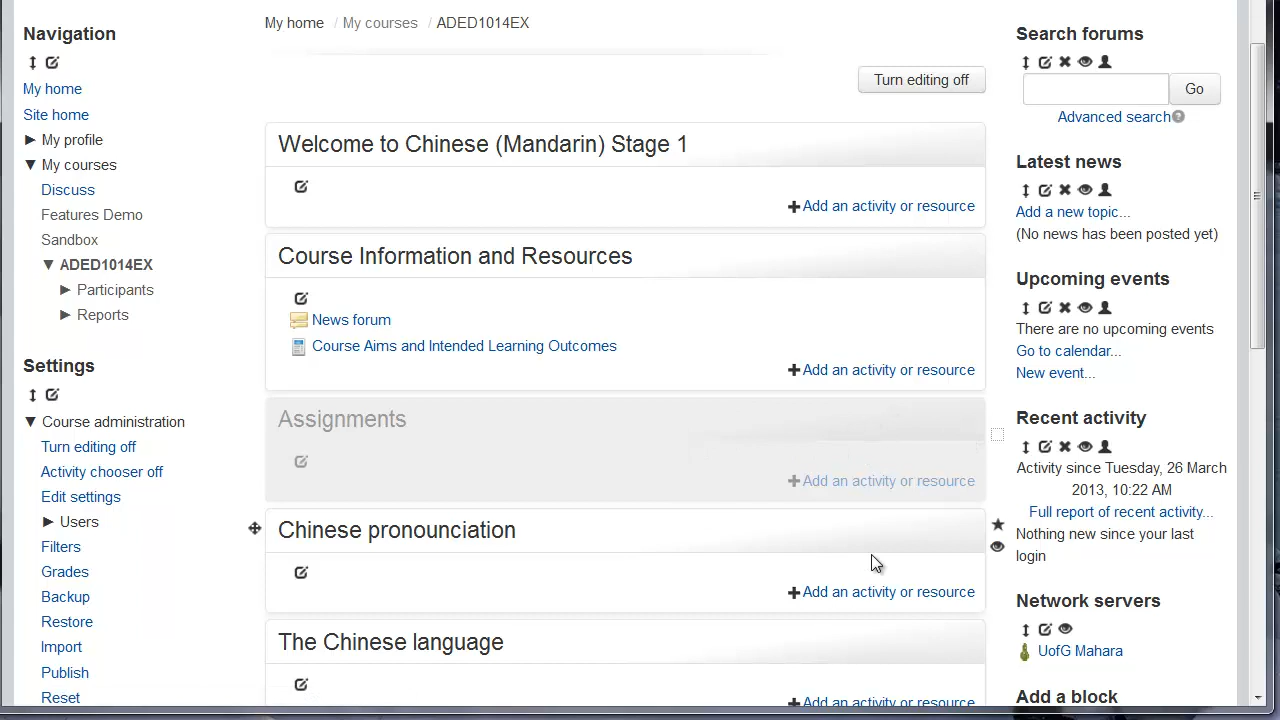 My home / My courses / ADED1014EX
Navigation
My home
Site home
My profile
My courses
Discuss
Features Demo
Sandbox
ADED1014EX
Participants
Reports
Settings
Course administration
Turn editing off
Activity chooser off
Edit settings
Users
Filters
Grades
Backup
Restore
Import
Publish
Reset
Turn editing off
Welcome to Chinese (Mandarin) Stage 1
Add an activity or resource
Course Information and Resources
News forum
Course Aims and Intended Learning Outcomes
Add an activity or resource
Assignments
Add an activity or resource
Chinese pronounciation
Add an activity or resource
The Chinese language
Add an activity or resource
Search forums
Go
Advanced search
Latest news
Add a new topic...
(No news has been posted yet)
Upcoming events
There are no upcoming events
Go to calendar...
New event...
Recent activity
Activity since Tuesday, 26 March
2013, 10:22 AM
Full report of recent activity...
Nothing new since your last
login
Network servers
UofG Mahara
Add a block